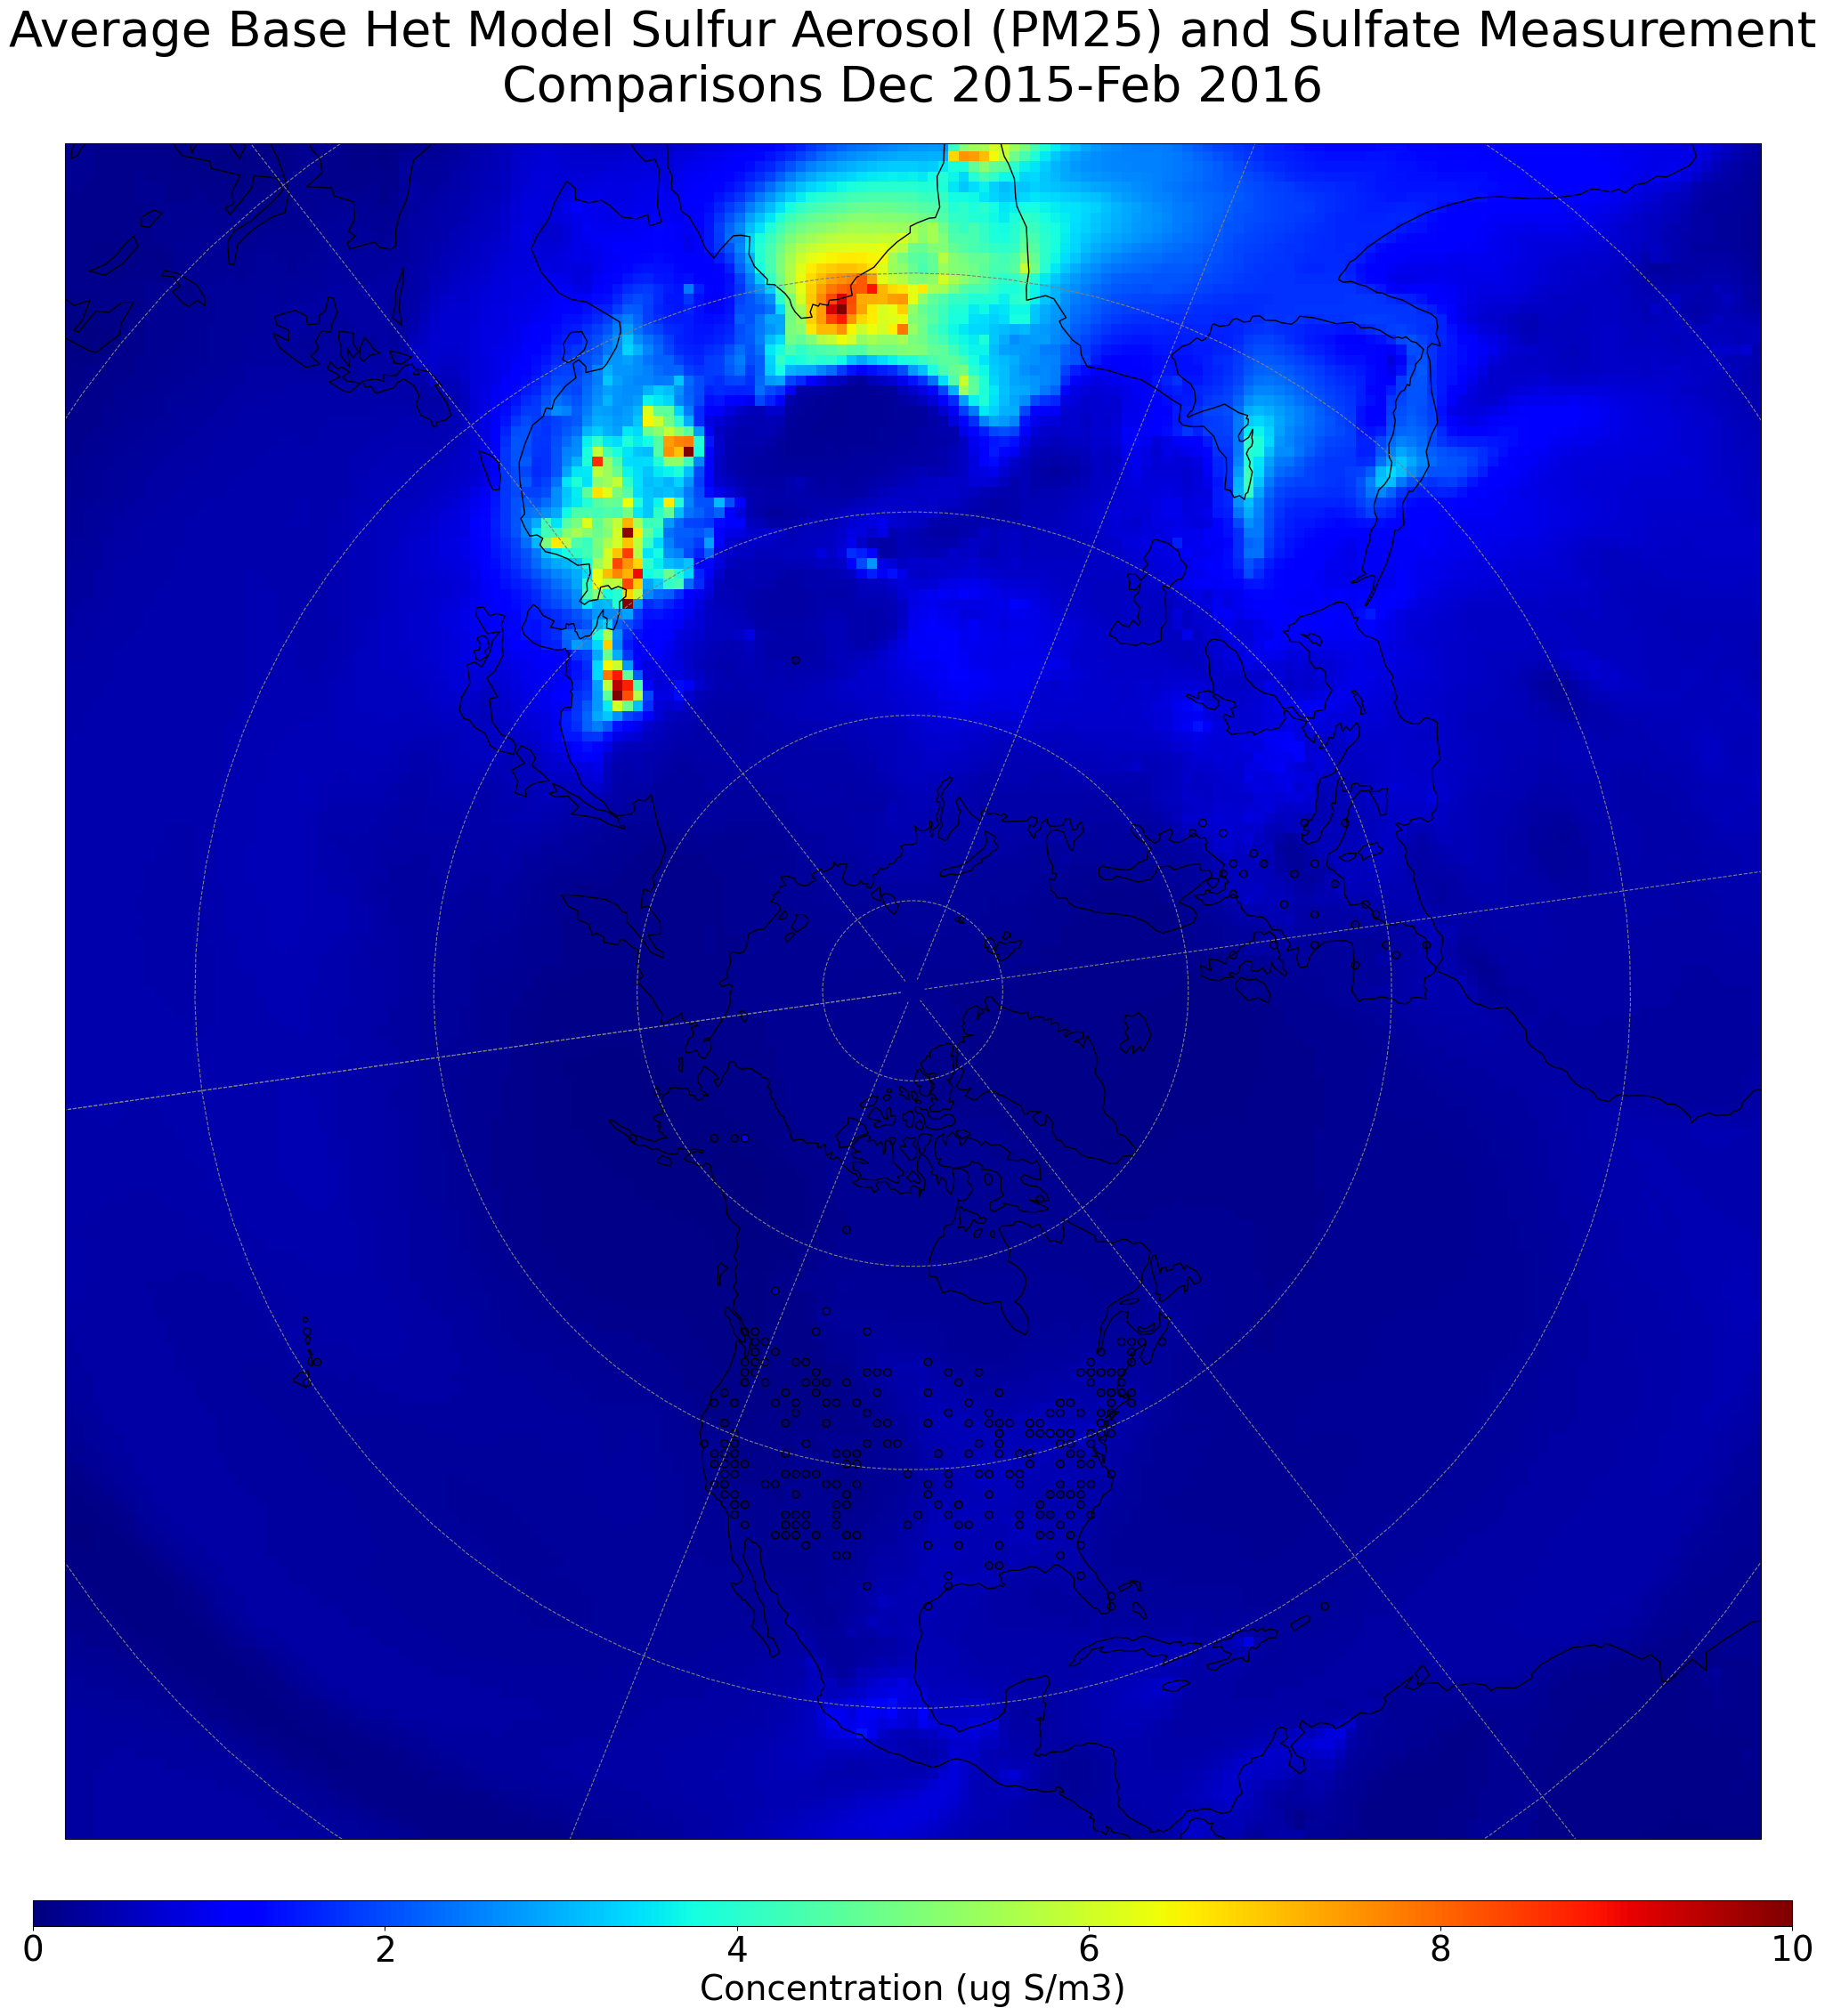 Average Base Het Model Sulfur Aerosol (PM25) and Sulfate Measurement
Comparisons Dec 2015-Feb 2016
0 2 4 6 8 10
Concentration (ug S/m3)